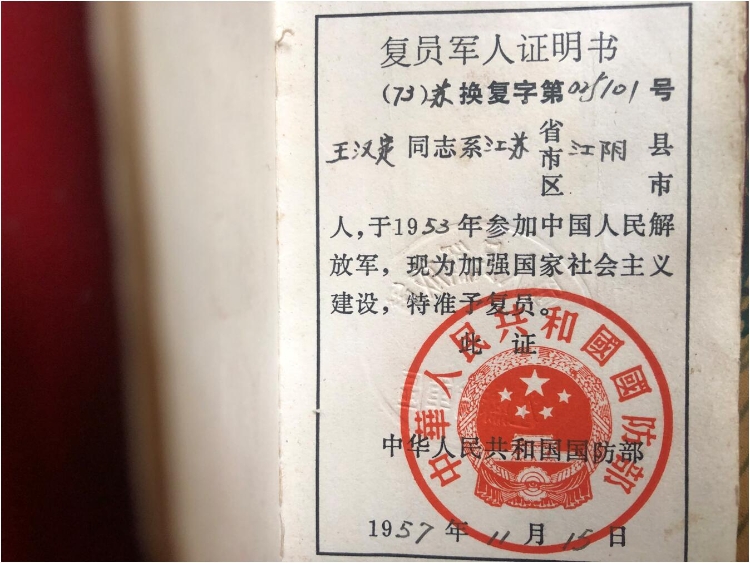 复员军人证明书
(73)苏换复字第025101号
王汉定同志系江苏省市区江阴县市
人,于1953年参加中国人民解
放军,现为加强国家社会主义
建设,特准予复员。
此证
中华人民共和国国防部
中華人民共和國國防部
1957年11月15日